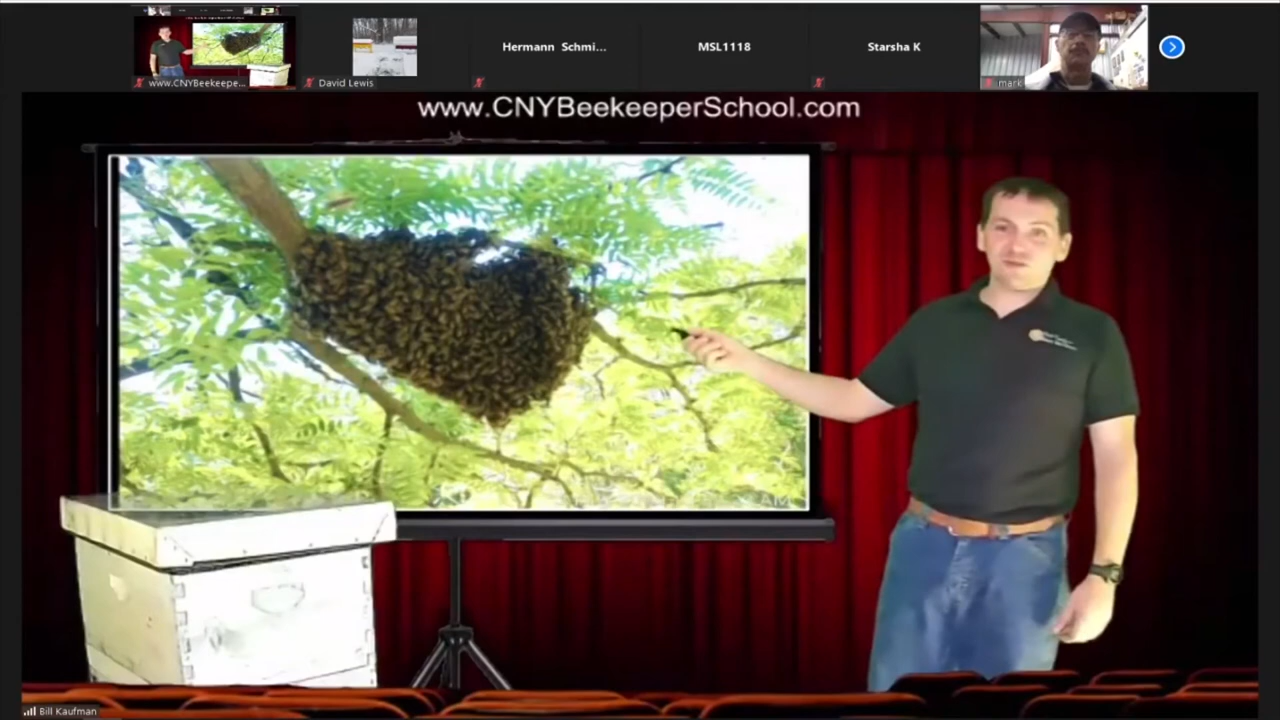 www.CNYBeekeepe...
David Lewis
Hermann Schmi...
MSL1118
Starsha K
mark
www.CNYBeekeeperSchool.com
Bill Kaufman